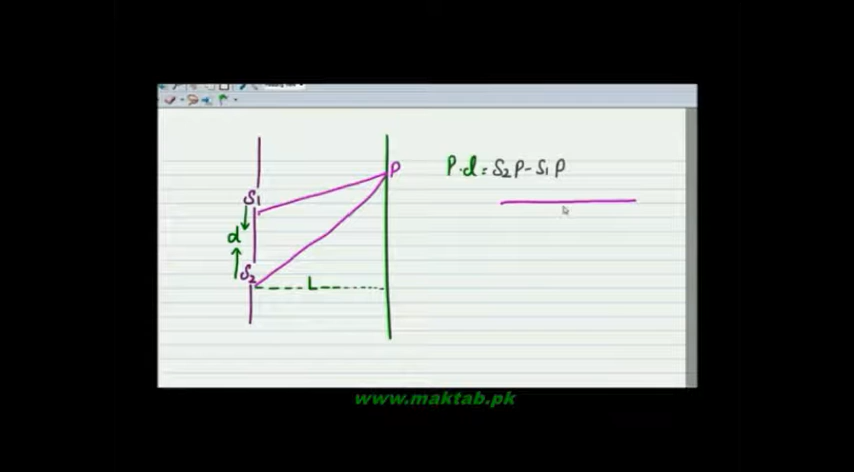 P
P.d = S₂P - S₁P
S₁
d
S₂
L
www.maktab.pk